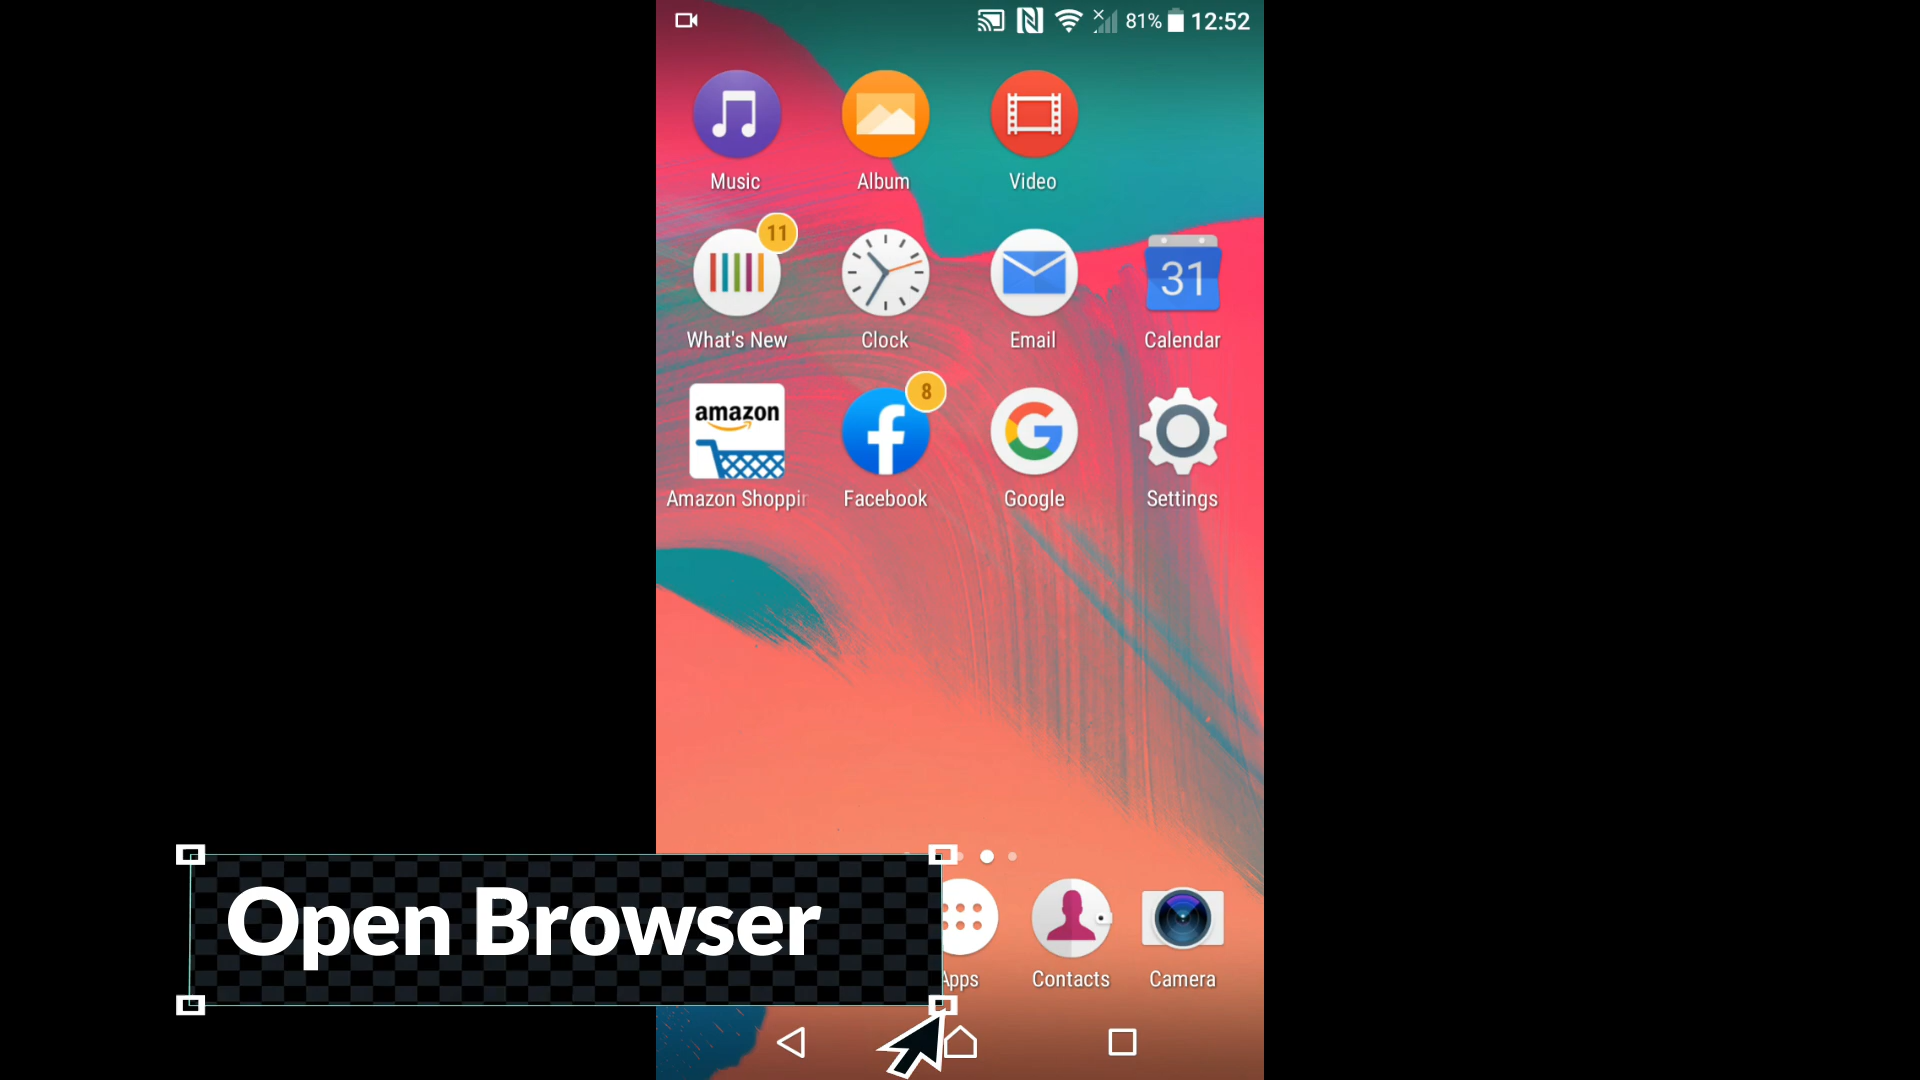 81% 12:52
Music Album Video
11
31
What's New Clock Email Calendar
8
amazon
f
G
Amazon Shoppin Facebook Google Settings
Open Browser
Apps Contacts Camera